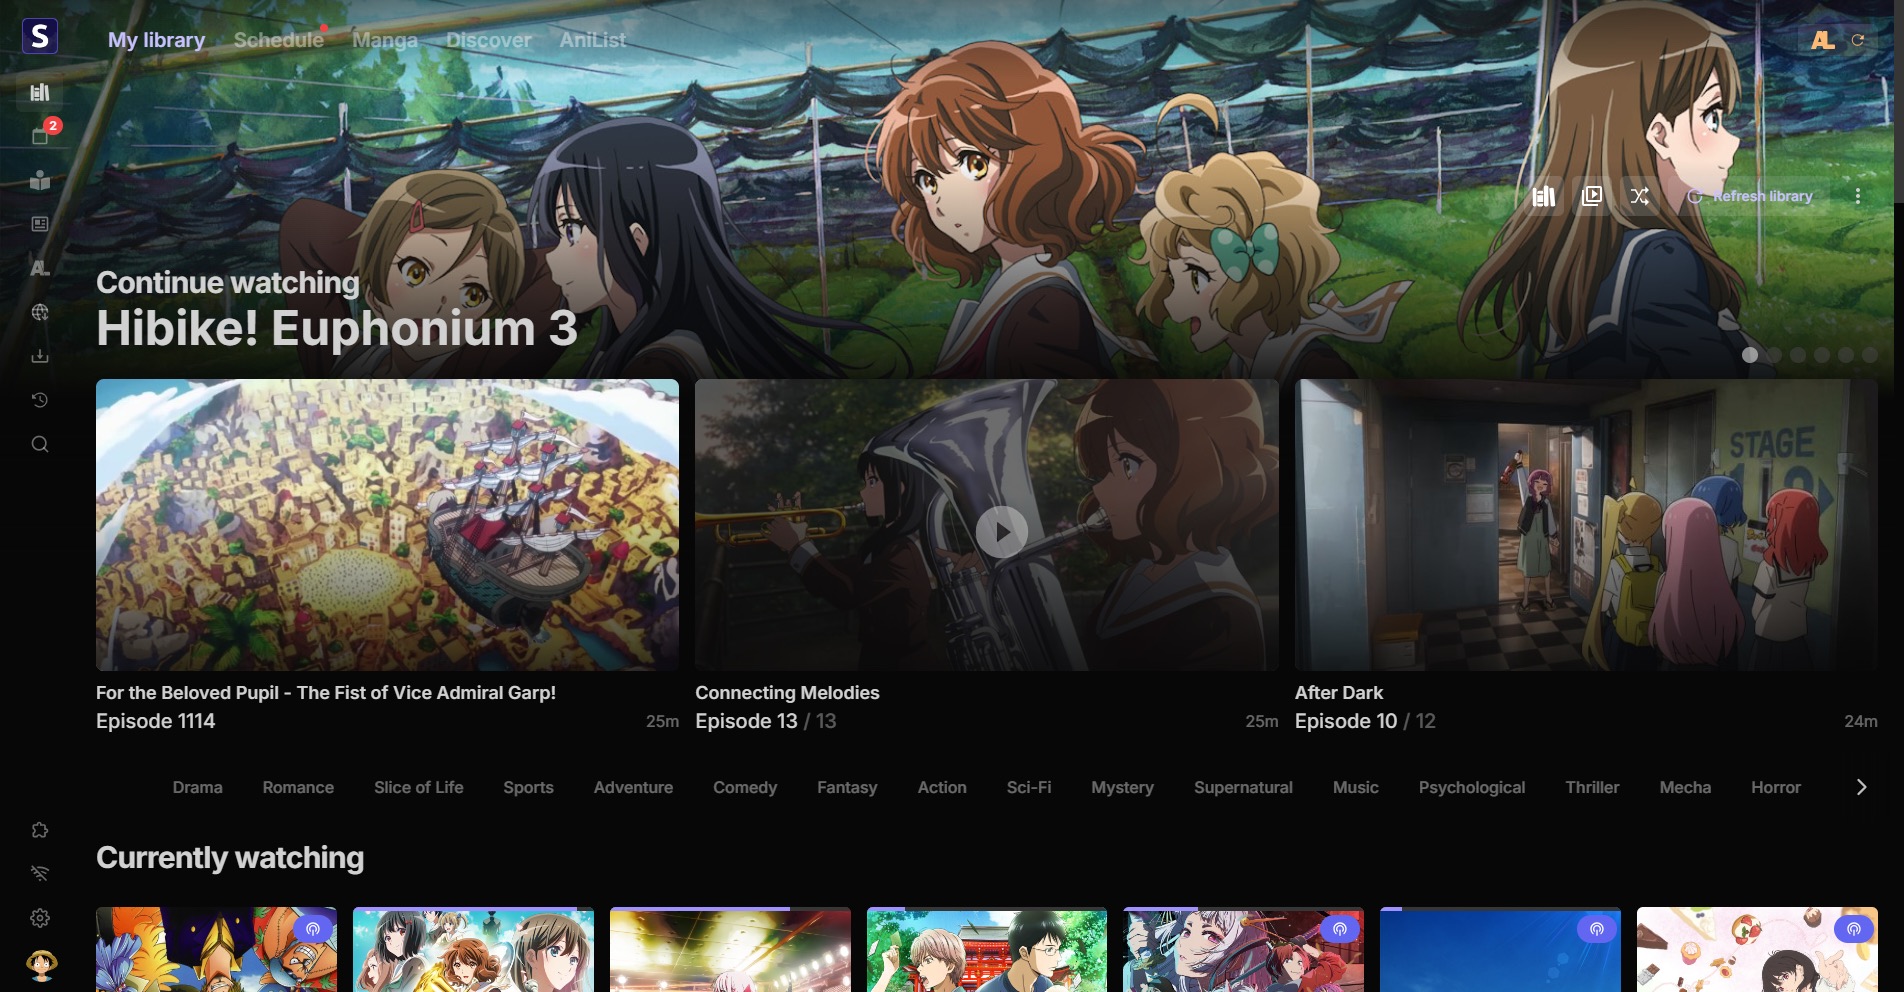 S
My library
Schedule
Manga
Discover
AniList
AL
2
AL
Refresh library
Continue watching
Hibike! Euphonium 3
STAGE
For the Beloved Pupil - The Fist of Vice Admiral Garp!
Episode 1114
25m
Connecting Melodies
Episode 13 / 13
25m
After Dark
Episode 10 / 12
24m
Drama
Romance
Slice of Life
Sports
Adventure
Comedy
Fantasy
Action
Sci-Fi
Mystery
Supernatural
Music
Psychological
Thriller
Mecha
Horror
Currently watching